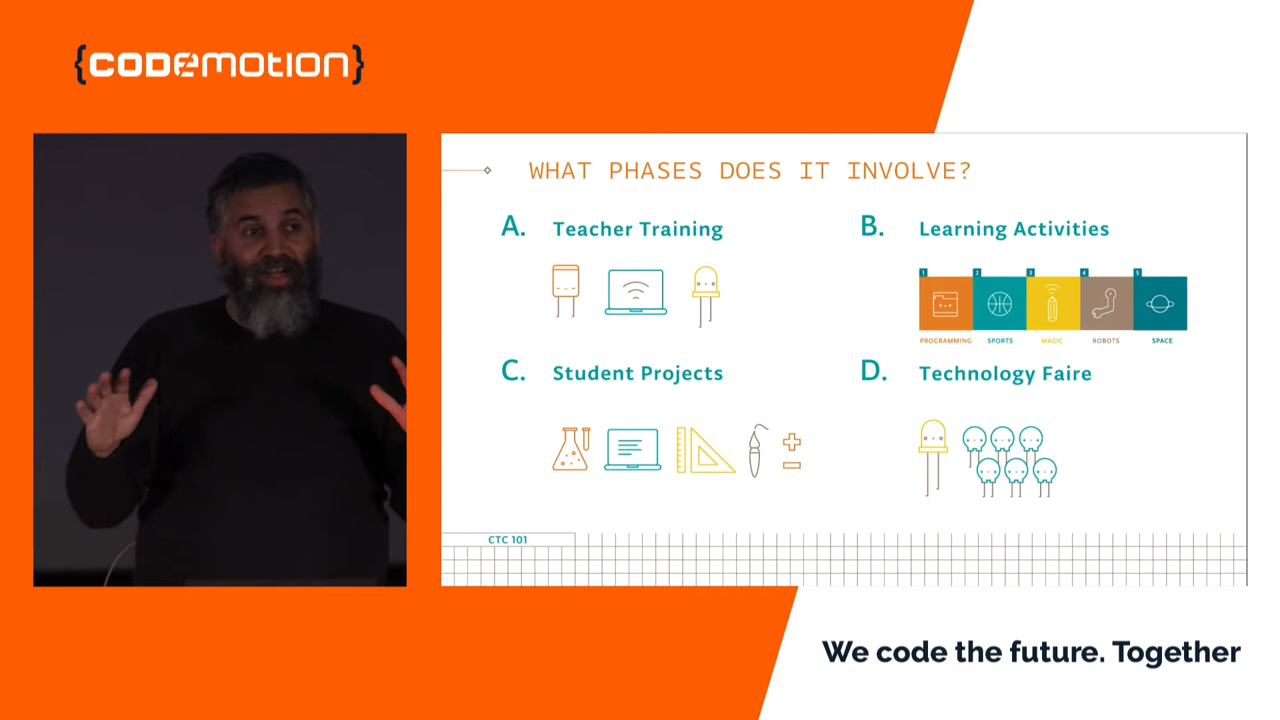 {CODEMOTION}
WHAT PHASES DOES IT INVOLVE?
A. Teacher Training
B. Learning Activities
1 2 3 4 5
PROGRAMMING SPORTS MAGIC ROBOTS SPACE
C. Student Projects
D. Technology Faire
CTC 101
We code the future. Together